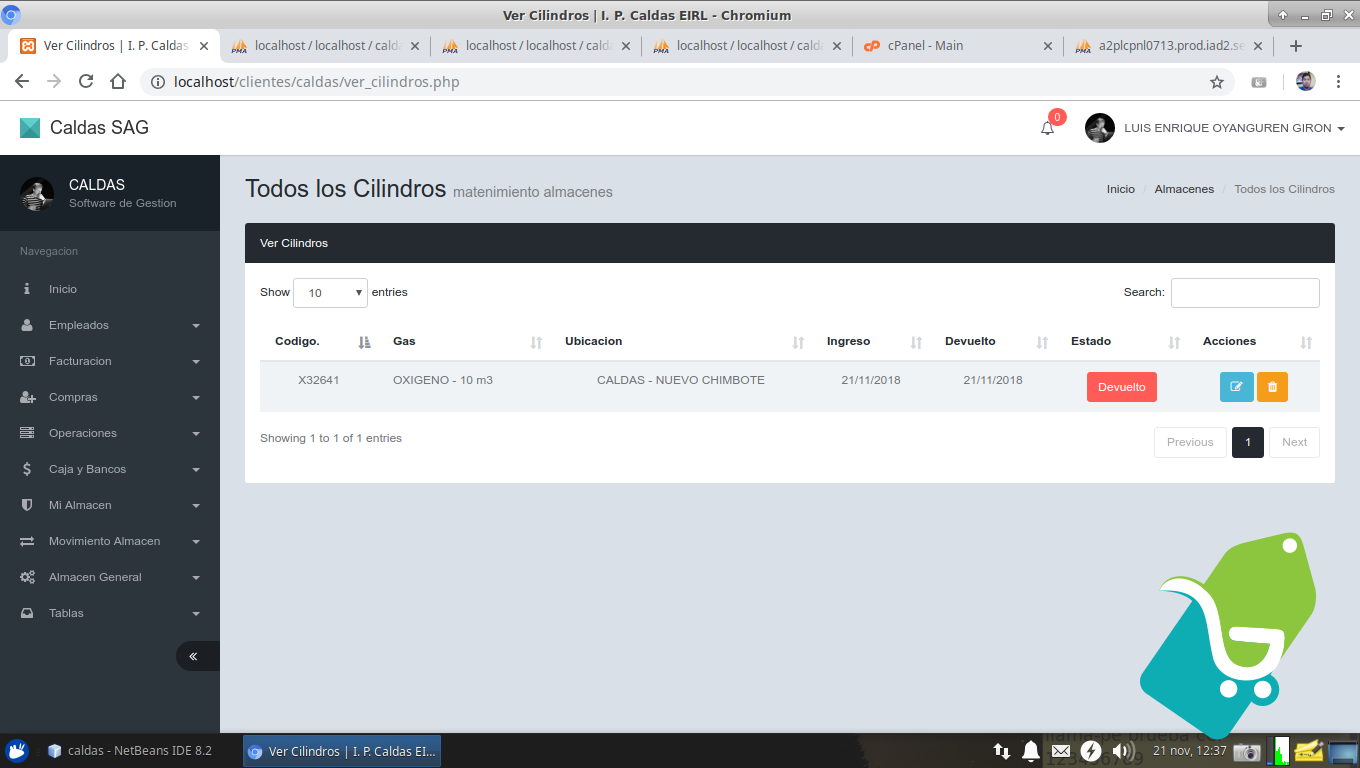 Ver Cilindros | I. P. Caldas EIRL - Chromium
Ver Cilindros | I. P. Caldas
localhost / localhost / calda
localhost / localhost / calda
localhost / localhost / calda
cPanel - Main
a2plcpnl0713.prod.iad2.se
localhost/clientes/caldas/ver_cilindros.php
Caldas SAG
0
LUIS ENRIQUE OYANGUREN GIRON
CALDAS
Software de Gestion
Todos los Cilindros matenimiento almacenes
Inicio / Almacenes / Todos los Cilindros
Navegacion
Inicio
Empleados
Facturacion
Compras
Operaciones
Caja y Bancos
Mi Almacen
Movimiento Almacen
Almacen General
Tablas
Ver Cilindros
Show 10 entries
Search:
Codigo. Gas Ubicacion Ingreso Devuelto Estado Acciones
X32641 OXIGENO - 10 m3 CALDAS - NUEVO CHIMBOTE 21/11/2018 21/11/2018 Devuelto
Showing 1 to 1 of 1 entries
Previous 1 Next
caldas - NetBeans IDE 8.2
Ver Cilindros | I. P. Caldas EI...
21 nov, 12:37